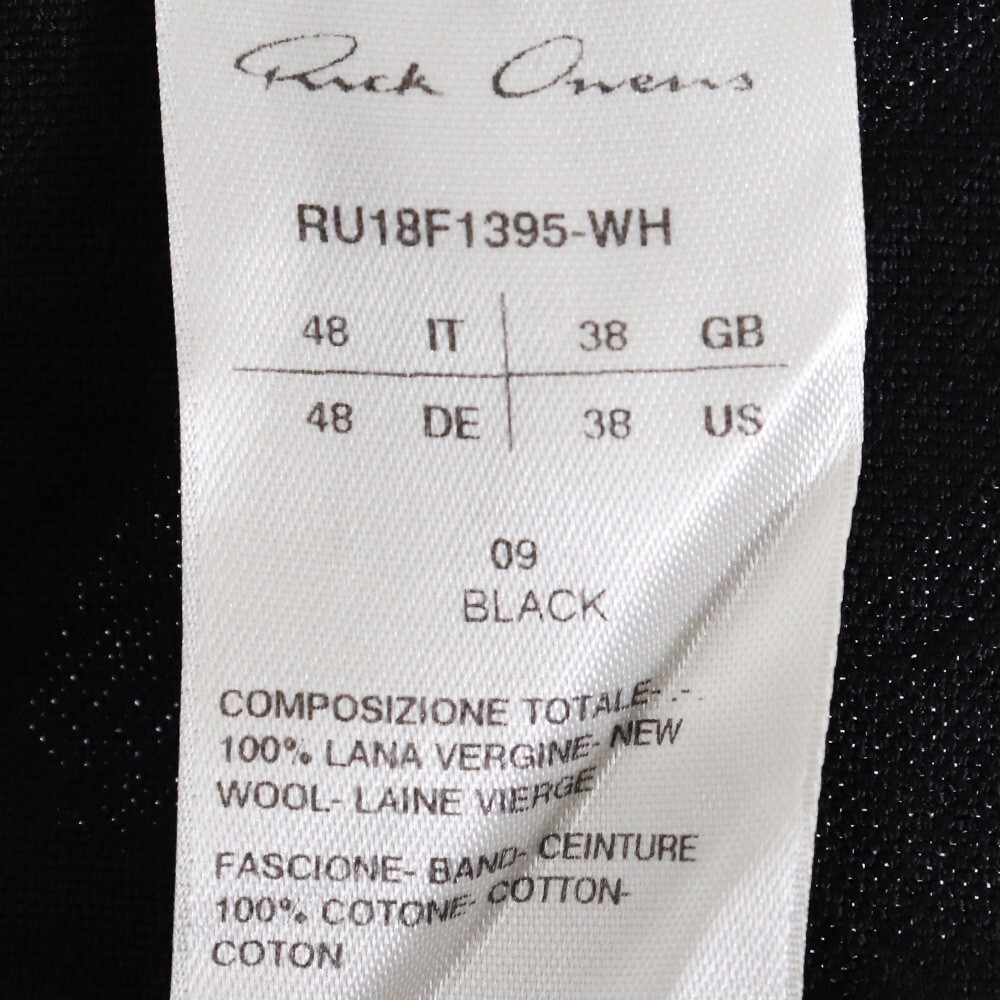 Rick Owens
RU18F1395-WH
48 IT 38 GB
48 DE 38 US
09
BLACK
COMPOSIZIONE TOTALE-.-.
100% LANA VERGINE- NEW
WOOL- LAINE VIERGE
FASCIONE- BAND- CEINTURE
100% COTONE- COTTON-
COTON